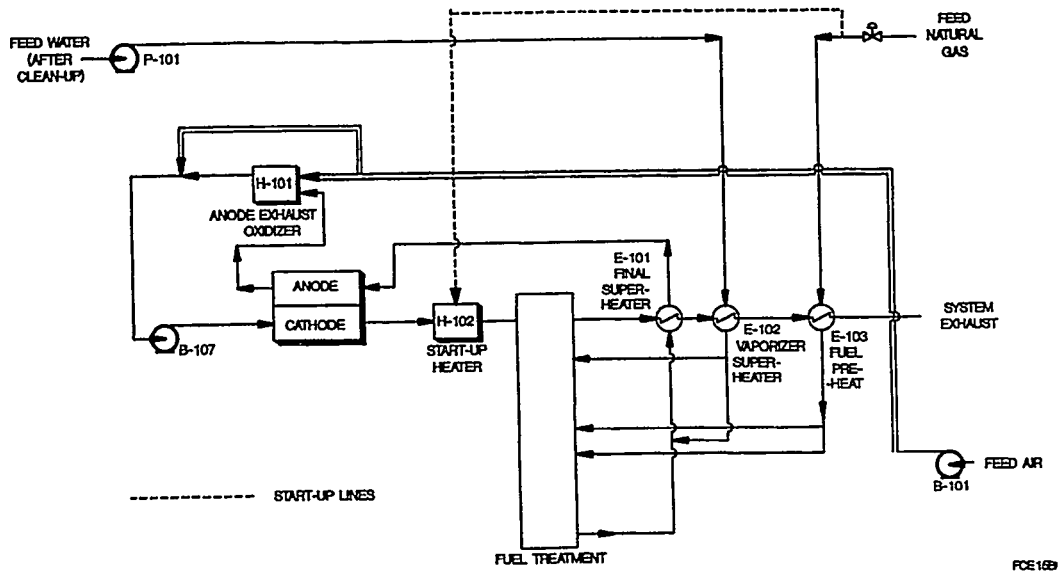 FEED WATER
(AFTER
CLEAN-UP)
P-101
FEED
NATURAL
GAS
H-101
ANODE EXHAUST
OXIDIZER
ANODE
CATHODE
B-107
H-102
START-UP
HEATER
E-101
FINAL
SUPER-
HEATER
E-102
VAPORIZER
SUPER-
HEATER
E-103
FUEL
PRE-
-HEAT
SYSTEM
EXHAUST
FEED AIR
B-101
START-UP LINES
FUEL TREATMENT